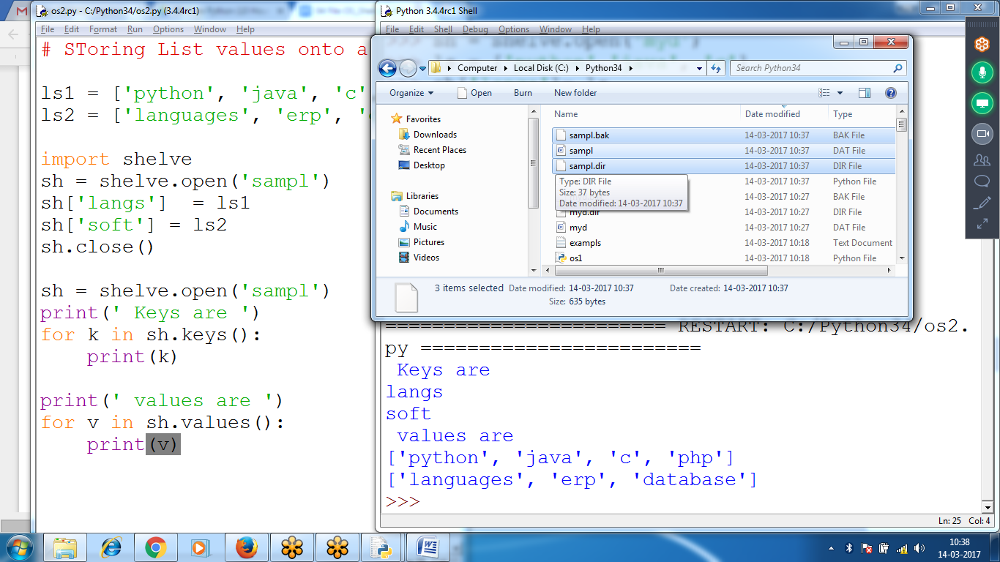 os2.py - C:/Python34/os2.py (3.4.4rc1)
File Edit Format Run Options Window Help
# SToring List values onto a
ls1 = ['python', 'java', 'c',
ls2 = ['languages', 'erp', '
import shelve
sh = shelve.open('sampl')
sh['langs']  = ls1
sh['soft'] = ls2
sh.close()
sh = shelve.open('sampl')
print(' Keys are ')
for k in sh.keys():
    print(k)
print(' values are ')
for v in sh.values():
    print(v)
Python 3.4.4rc1 Shell
File Edit Shell Debug Options Window Help
Computer Local Disk (C:) Python34
Search Python34
Organize Open Burn New folder
Favorites
Downloads
Recent Places
Desktop
Libraries
Documents
Music
Pictures
Videos
Name Date modified Type
sampl.bak 14-03-2017 10:37 BAK File
sampl 14-03-2017 10:37 DAT File
sampl.dir 14-03-2017 10:37 DIR File
14-03-2017 10:37 Python File
14-03-2017 10:27 BAK File
myd.dir 14-03-2017 10:27 DIR File
myd 14-03-2017 10:27 DAT File
exampls 14-03-2017 10:18 Text Document
os1 14-03-2017 10:18 Python File
Type: DIR File
Size: 37 bytes
Date modified: 14-03-2017 10:37
3 items selected Date modified: 14-03-2017 10:37 Date created: 14-03-2017 10:37
Size: 635 bytes
======================== RESTART: C:/Python34/os2.
py ========================
 Keys are
langs
soft
 values are
['python', 'java', 'c', 'php']
['languages', 'erp', 'database']
>>>
Ln: 25 Col: 4
10:38
14-03-2017